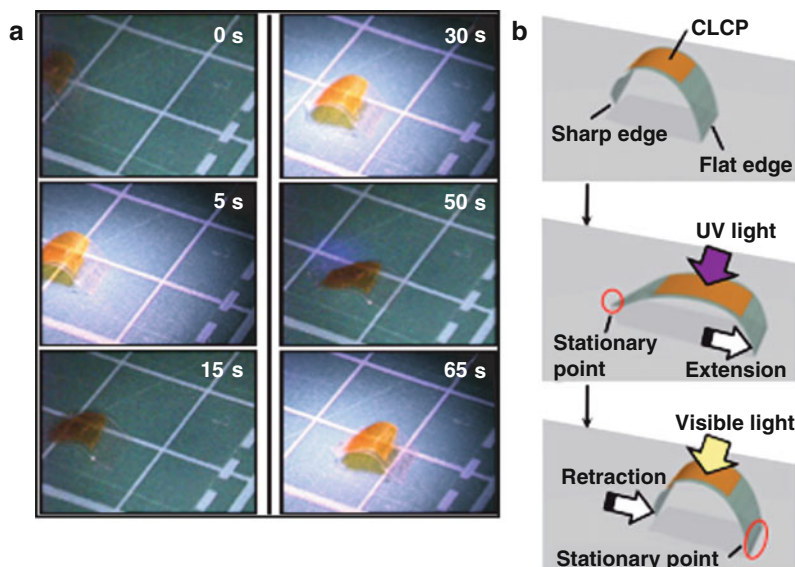 a
0 s
30 s
5 s
50 s
15 s
65 s
b
CLCP
Sharp edge
Flat edge
UV light
Stationary
point
Extension
Visible light
Retraction
Stationary point